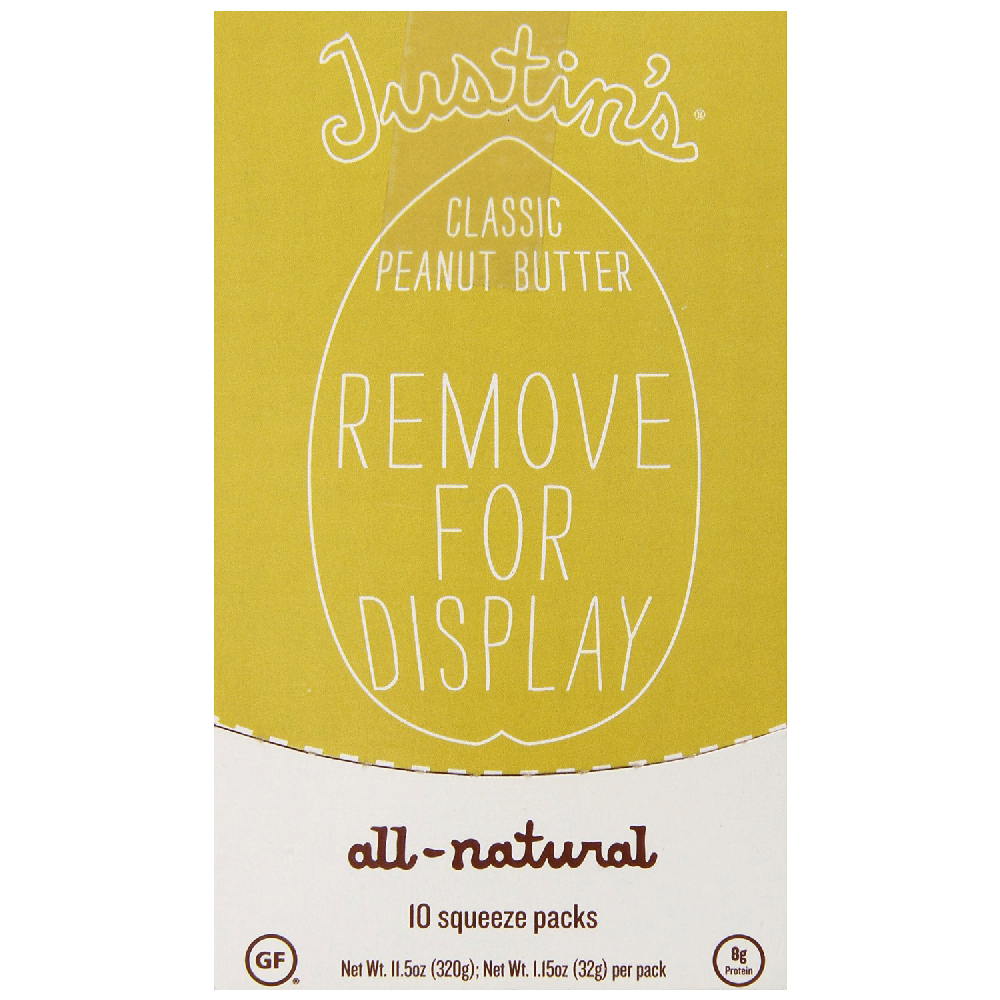 Justin's®
CLASSIC
PEANUT BUTTER
REMOVE
FOR
DISPLAY
all-natural
10 squeeze packs
GF®
Net Wt. 11.5oz (320g); Net Wt. 1.15oz (32g) per pack
8g
Protein